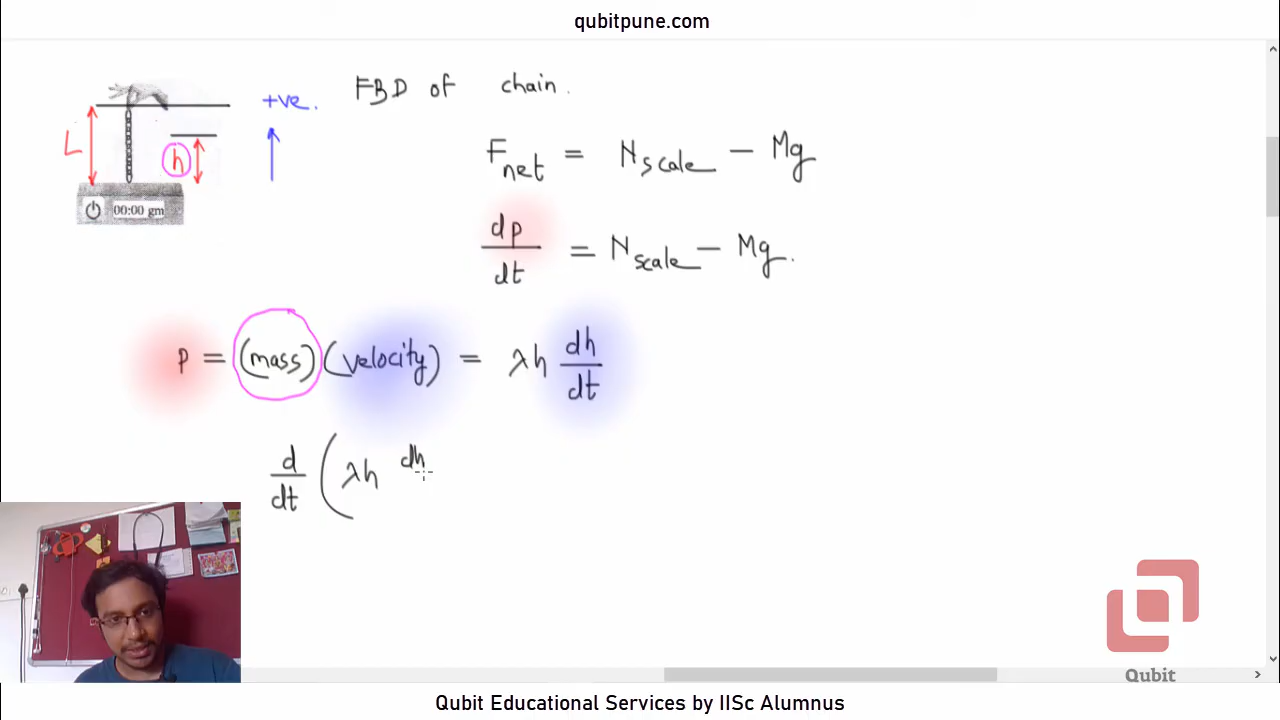 qubitpune.com
FBD of chain.
+ve.
L
h
00:00 gm
F_net = N_scale - Mg
dp/dt = N_scale - Mg.
P = (mass)(velocity) = λh dh/dt
d/dt (λh dh
Qubit
Qubit Educational Services by IISc Alumnus